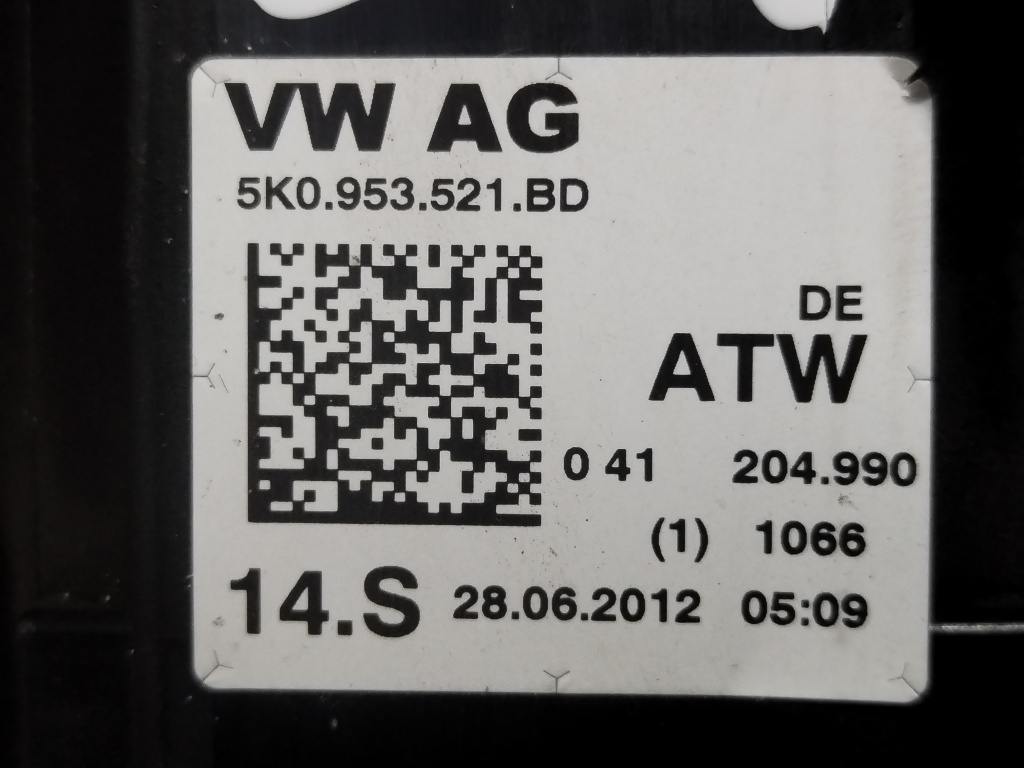 VW AG
5K0.953.521.BD
DE
ATW
0 41 204.990
(1) 1066
14.S 28.06.2012 05:09